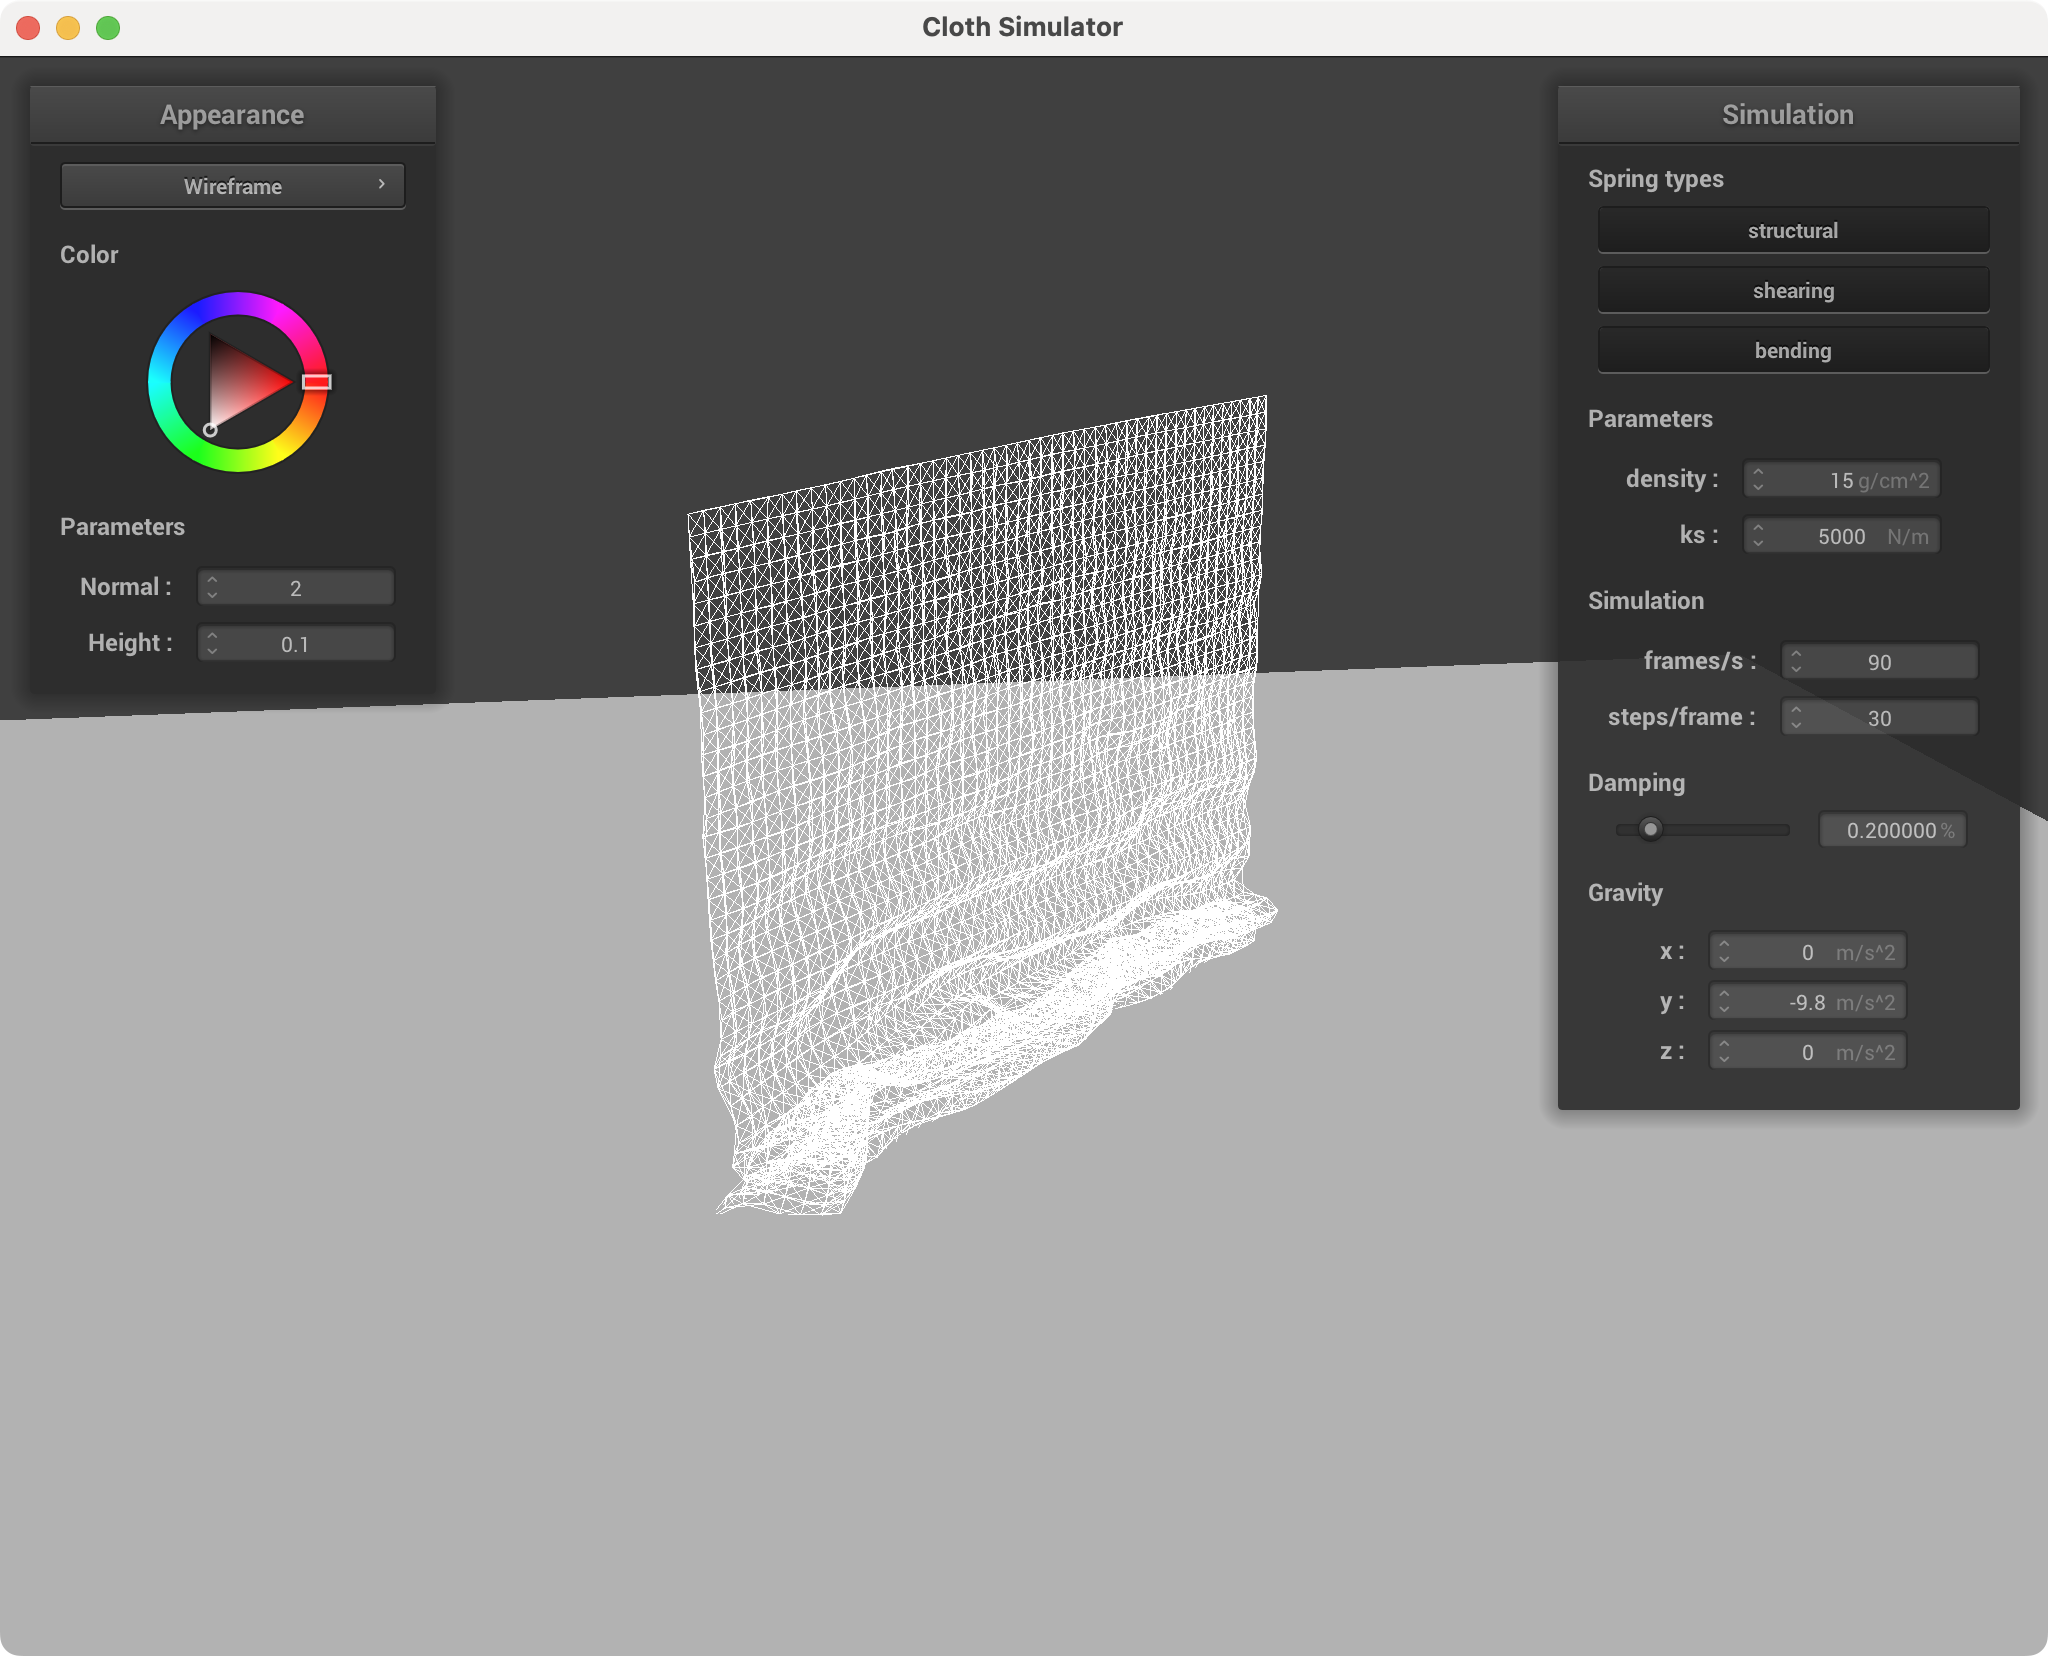 Cloth Simulator
Appearance
Wireframe
Color
Parameters
Normal : 2
Height : 0.1
Simulation
Spring types
structural
shearing
bending
Parameters
density : 15 g/cm^2
ks : 5000 N/m
Simulation
frames/s : 90
steps/frame : 30
Damping
0.200000 %
Gravity
x : 0 m/s^2
y : -9.8 m/s^2
z : 0 m/s^2